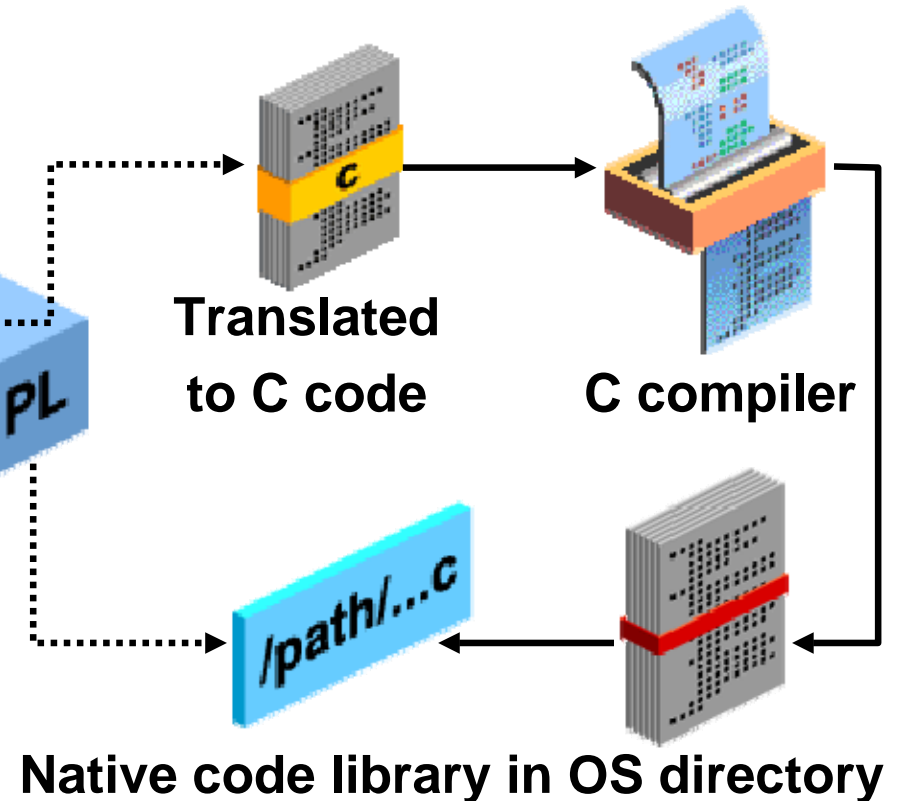 C
Translated
to C code
C compiler
PL
/path/...c
Native code library in OS directory